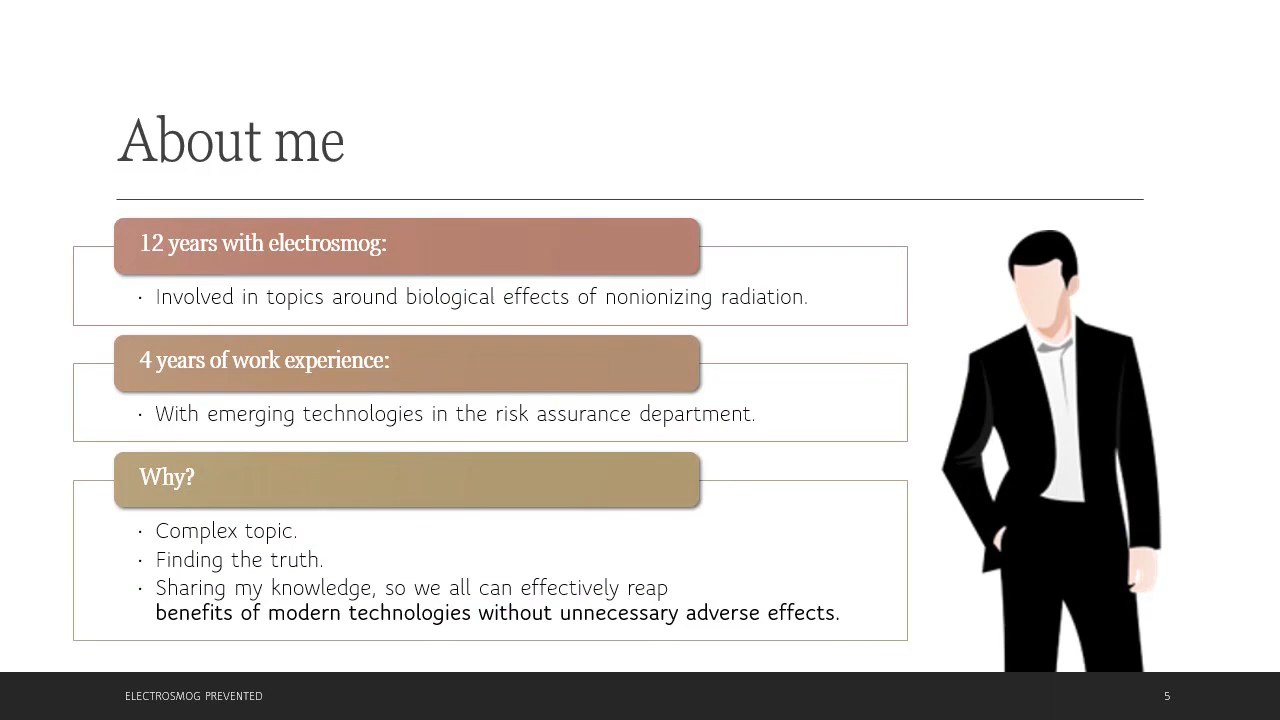 About me
12 years with electrosmog:
• Involved in topics around biological effects of nonionizing radiation.
4 years of work experience:
• With emerging technologies in the risk assurance department.
Why?
• Complex topic.
• Finding the truth.
• Sharing my knowledge, so we all can effectively reap
benefits of modern technologies without unnecessary adverse effects.
ELECTROSMOG PREVENTED
5